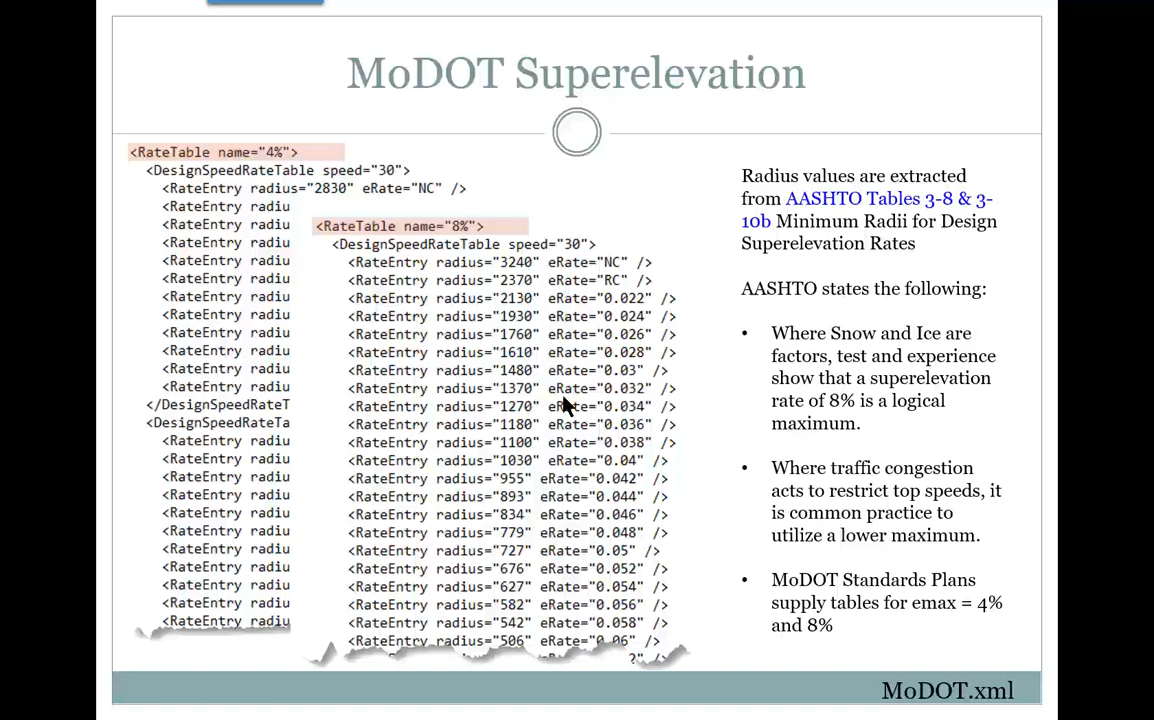 MoDOT Superelevation
<RateTable name="4%">
<DesignSpeedRateTable speed="30">
<RateEntry radius="2830" eRate="NC" />
<RateEntry radiu
<RateEntry radiu
<RateEntry radiu
<RateEntry radiu
<RateEntry radiu
<RateEntry radiu
<RateEntry radiu
<RateEntry radiu
<RateEntry radiu
<RateEntry radiu
<RateEntry radiu
</DesignSpeedRateT
<DesignSpeedRateTa
<RateEntry radiu
<RateEntry radiu
<RateEntry radiu
<RateEntry radiu
<RateEntry radiu
<RateEntry radiu
<RateEntry radiu
<RateEntry radiu
<RateEntry radiu
<RateEntry radiu
<RateEntry radiu
<RateTable name="8%">
<DesignSpeedRateTable speed="30">
<RateEntry radius="3240" eRate="NC" />
<RateEntry radius="2370" eRate="RC" />
<RateEntry radius="2130" eRate="0.022" />
<RateEntry radius="1930" eRate="0.024" />
<RateEntry radius="1760" eRate="0.026" />
<RateEntry radius="1610" eRate="0.028" />
<RateEntry radius="1480" eRate="0.03" />
<RateEntry radius="1370" eRate="0.032" />
<RateEntry radius="1270" eRate="0.034" />
<RateEntry radius="1180" eRate="0.036" />
<RateEntry radius="1100" eRate="0.038" />
<RateEntry radius="1030" eRate="0.04" />
<RateEntry radius="955" eRate="0.042" />
<RateEntry radius="893" eRate="0.044" />
<RateEntry radius="834" eRate="0.046" />
<RateEntry radius="779" eRate="0.048" />
<RateEntry radius="727" eRate="0.05" />
<RateEntry radius="676" eRate="0.052" />
<RateEntry radius="627" eRate="0.054" />
<RateEntry radius="582" eRate="0.056" />
<RateEntry radius="542" eRate="0.058" />
<RateEntry radius="506" eRate="0.06" />
Radius values are extracted
from AASHTO Tables 3-8 & 3-
10b Minimum Radii for Design
Superelevation Rates
AASHTO states the following:
• Where Snow and Ice are
factors, test and experience
show that a superelevation
rate of 8% is a logical
maximum.
• Where traffic congestion
acts to restrict top speeds, it
is common practice to
utilize a lower maximum.
• MoDOT Standards Plans
supply tables for emax = 4%
and 8%
MoDOT.xml